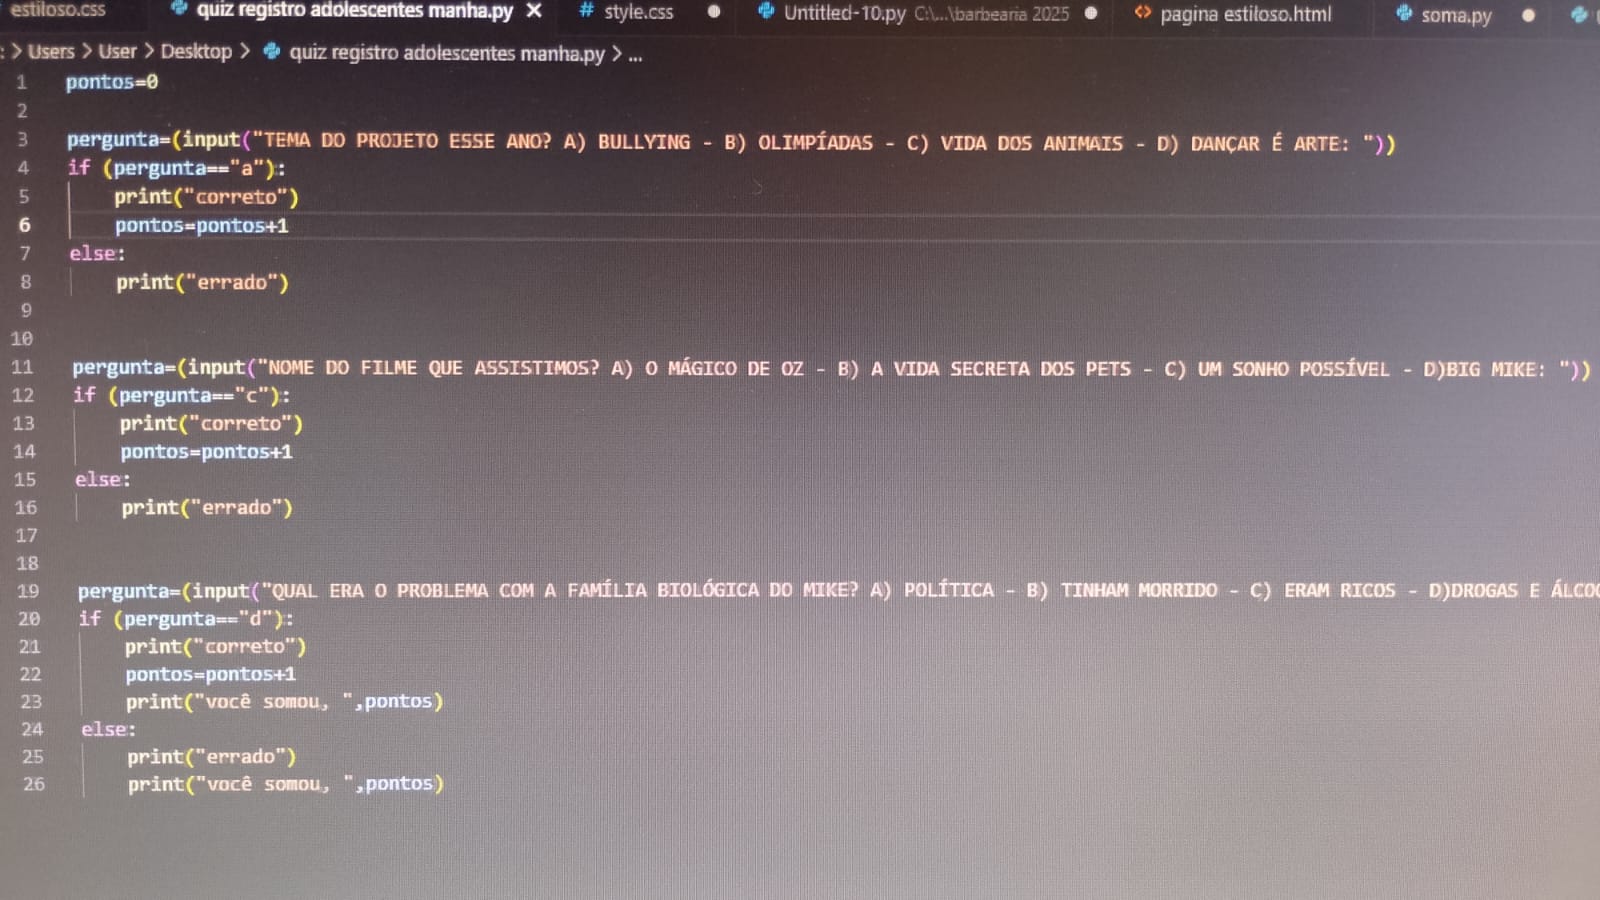 estiloso.css quiz registro adolescentes manha.py × # style.css Untitled-10.py C:\...\barbearia 2025 <> pagina estiloso.html soma.py
: > Users > User > Desktop > quiz registro adolescentes manha.py > ...
1 pontos=0
2
3 pergunta=(input("TEMA DO PROJETO ESSE ANO? A) BULLYING - B) OLIMPÍADAS - C) VIDA DOS ANIMAIS - D) DANÇAR É ARTE: "))
4 if (pergunta=="a"):
5 print("correto")
6 pontos=pontos+1
7 else:
8 print("errado")
9
10
11 pergunta=(input("NOME DO FILME QUE ASSISTIMOS? A) O MÁGICO DE OZ - B) A VIDA SECRETA DOS PETS - C) UM SONHO POSSÍVEL - D)BIG MIKE: "))
12 if (pergunta=="c"):
13 print("correto")
14 pontos=pontos+1
15 else:
16 print("errado")
17
18
19 pergunta=(input("QUAL ERA O PROBLEMA COM A FAMÍLIA BIOLÓGICA DO MIKE? A) POLÍTICA - B) TINHAM MORRIDO - C) ERAM RICOS - D)DROGAS E ÁLCOO
20 if (pergunta=="d"):
21 print("correto")
22 pontos=pontos+1
23 print("você somou, ",pontos)
24 else:
25 print("errado")
26 print("você somou, ",pontos)